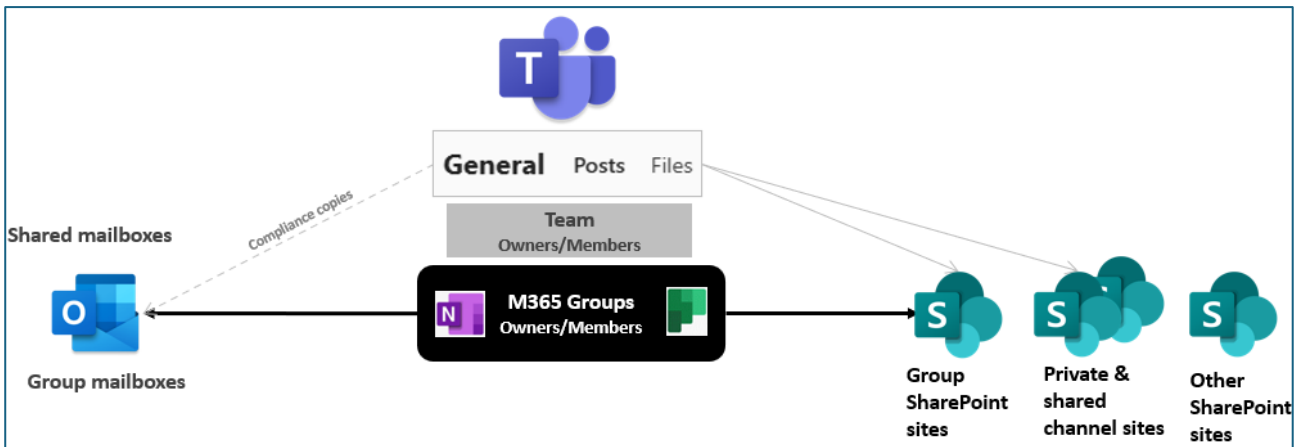 T
General Posts Files
Compliance copies
Team
Owners/Members
Shared mailboxes
O
Group mailboxes
N
M365 Groups
Owners/Members
S
Group
SharePoint
sites
S
Private &
shared
channel sites
S
Other
SharePoint
sites